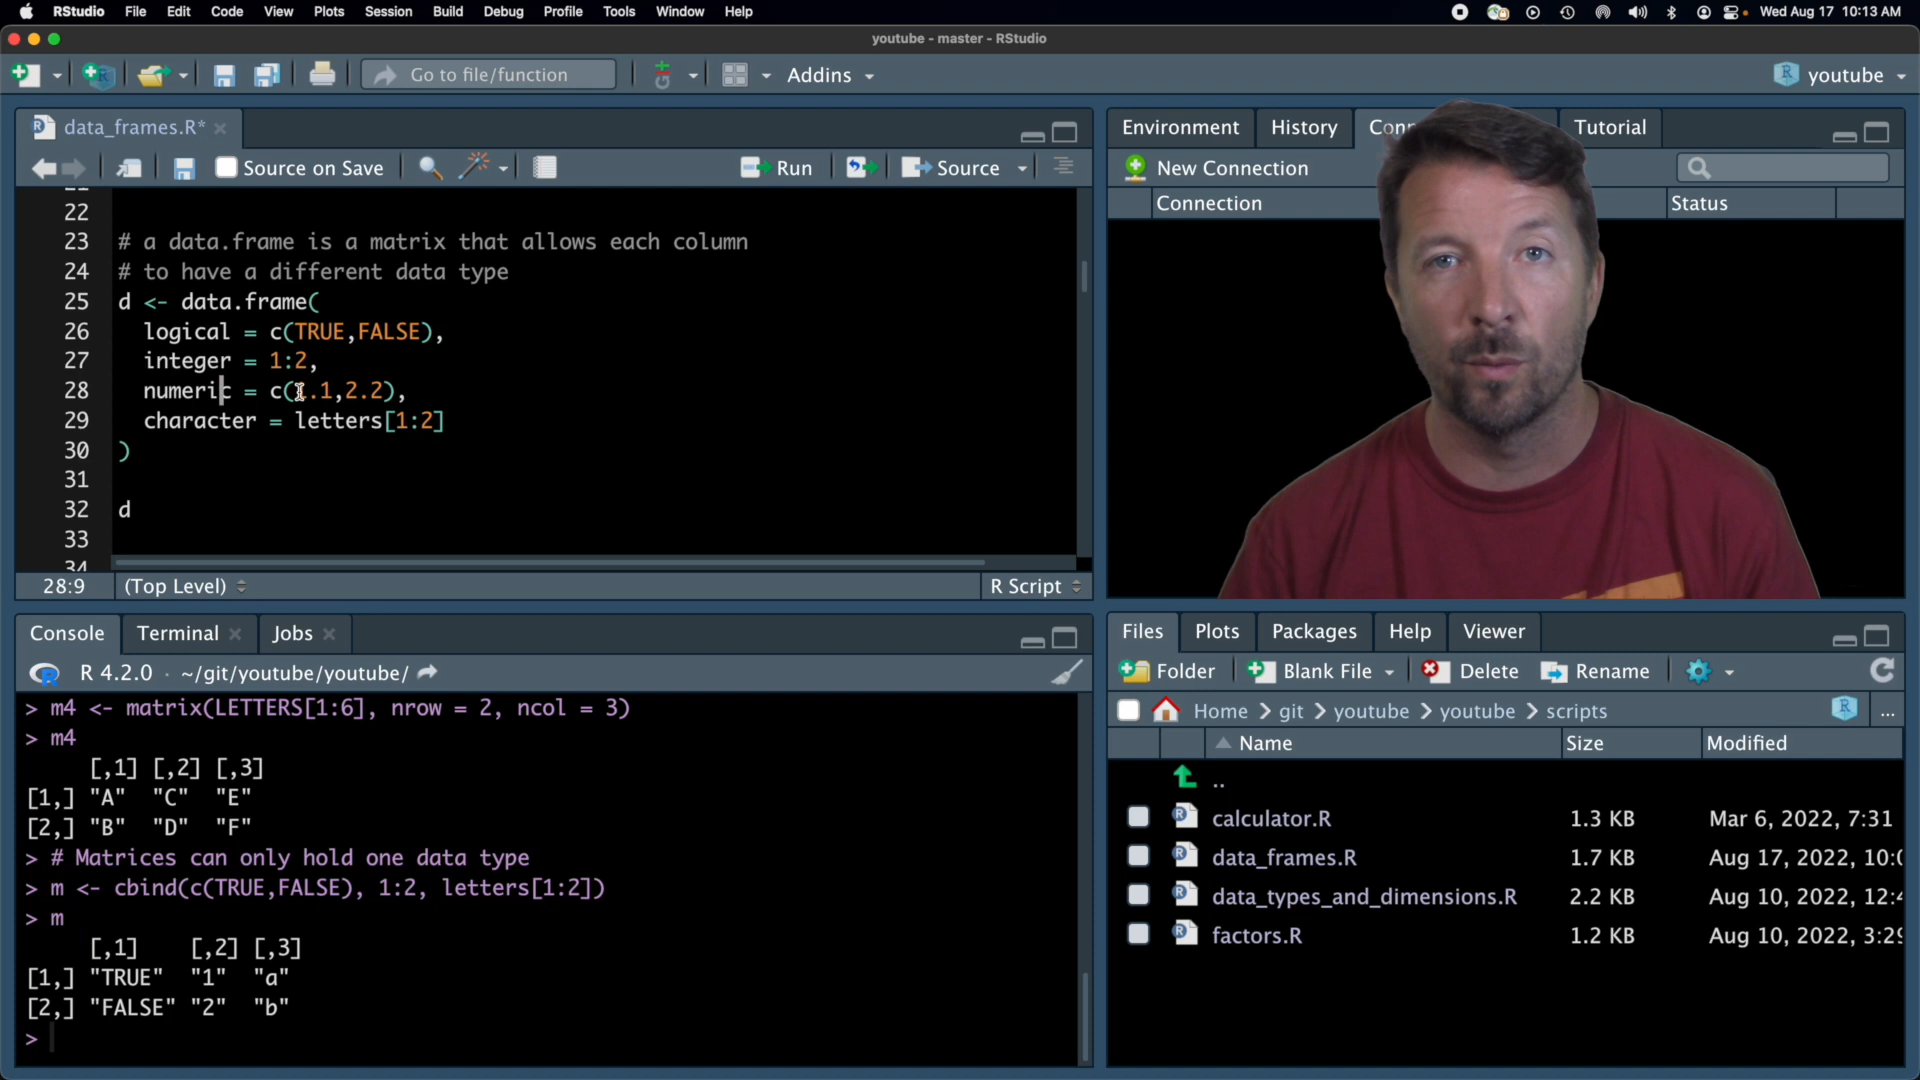 RStudio File Edit Code View Plots Session Build Debug Profile Tools Window Help Wed Aug 17 10:13 AM
youtube - master - RStudio
Go to file/function Addins youtube
data_frames.R*
Source on Save Run Source
22
23 # a data.frame is a matrix that allows each column
24 # to have a different data type
25 d <- data.frame(
26 logical = c(TRUE,FALSE),
27 integer = 1:2,
28 numeric = c(1.1,2.2),
29 character = letters[1:2]
30 )
31
32 d
33
34
28:9 (Top Level) R Script
Console Terminal Jobs
R 4.2.0 · ~/git/youtube/youtube/
> m4 <- matrix(LETTERS[1:6], nrow = 2, ncol = 3)
> m4
[,1] [,2] [,3]
[1,] "A" "C" "E"
[2,] "B" "D" "F"
> # Matrices can only hold one data type
> m <- cbind(c(TRUE,FALSE), 1:2, letters[1:2])
> m
[,1] [,2] [,3]
[1,] "TRUE" "1" "a"
[2,] "FALSE" "2" "b"
>
Environment History Tutorial
New Connection
Connection Status
Files Plots Packages Help Viewer
Folder Blank File Delete Rename
Home > git > youtube > youtube > scripts ...
Name Size Modified
..
calculator.R 1.3 KB Mar 6, 2022, 7:31
data_frames.R 1.7 KB Aug 17, 2022, 10:0
data_types_and_dimensions.R 2.2 KB Aug 10, 2022, 12:4
factors.R 1.2 KB Aug 10, 2022, 3:29